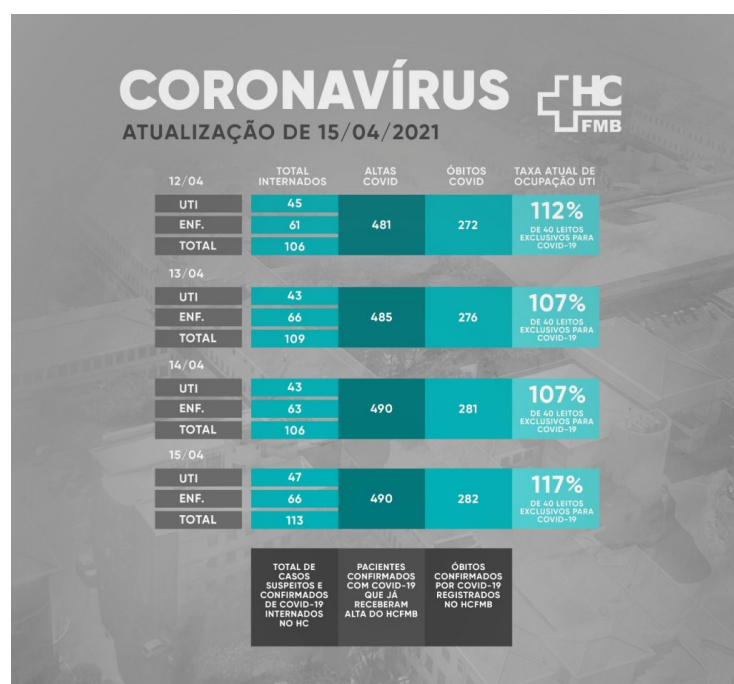 CORONAVÍRUS
HC
FMB
ATUALIZAÇÃO DE 15/04/2021
12/04
TOTAL
INTERNADOS
ALTAS
COVID
ÓBITOS
COVID
TAXA ATUAL DE
OCUPAÇÃO UTI
UTI
45
ENF.
61
TOTAL
106
481
272
112%
DE 40 LEITOS
EXCLUSIVOS PARA
COVID-19
13/04
UTI
43
ENF.
66
TOTAL
109
485
276
107%
DE 40 LEITOS
EXCLUSIVOS PARA
COVID-19
14/04
UTI
43
ENF.
63
TOTAL
106
490
281
107%
DE 40 LEITOS
EXCLUSIVOS PARA
COVID-19
15/04
UTI
47
ENF.
66
TOTAL
113
490
282
117%
DE 40 LEITOS
EXCLUSIVOS PARA
COVID-19
TOTAL DE
CASOS
SUSPEITOS E
CONFIRMADOS
DE COVID-19
INTERNADOS
NO HC
PACIENTES
CONFIRMADOS
COM COVID-19
QUE JÁ
RECEBERAM
ALTA DO HCFMB
ÓBITOS
CONFIRMADOS
POR COVID-19
REGISTRADOS
NO HCFMB